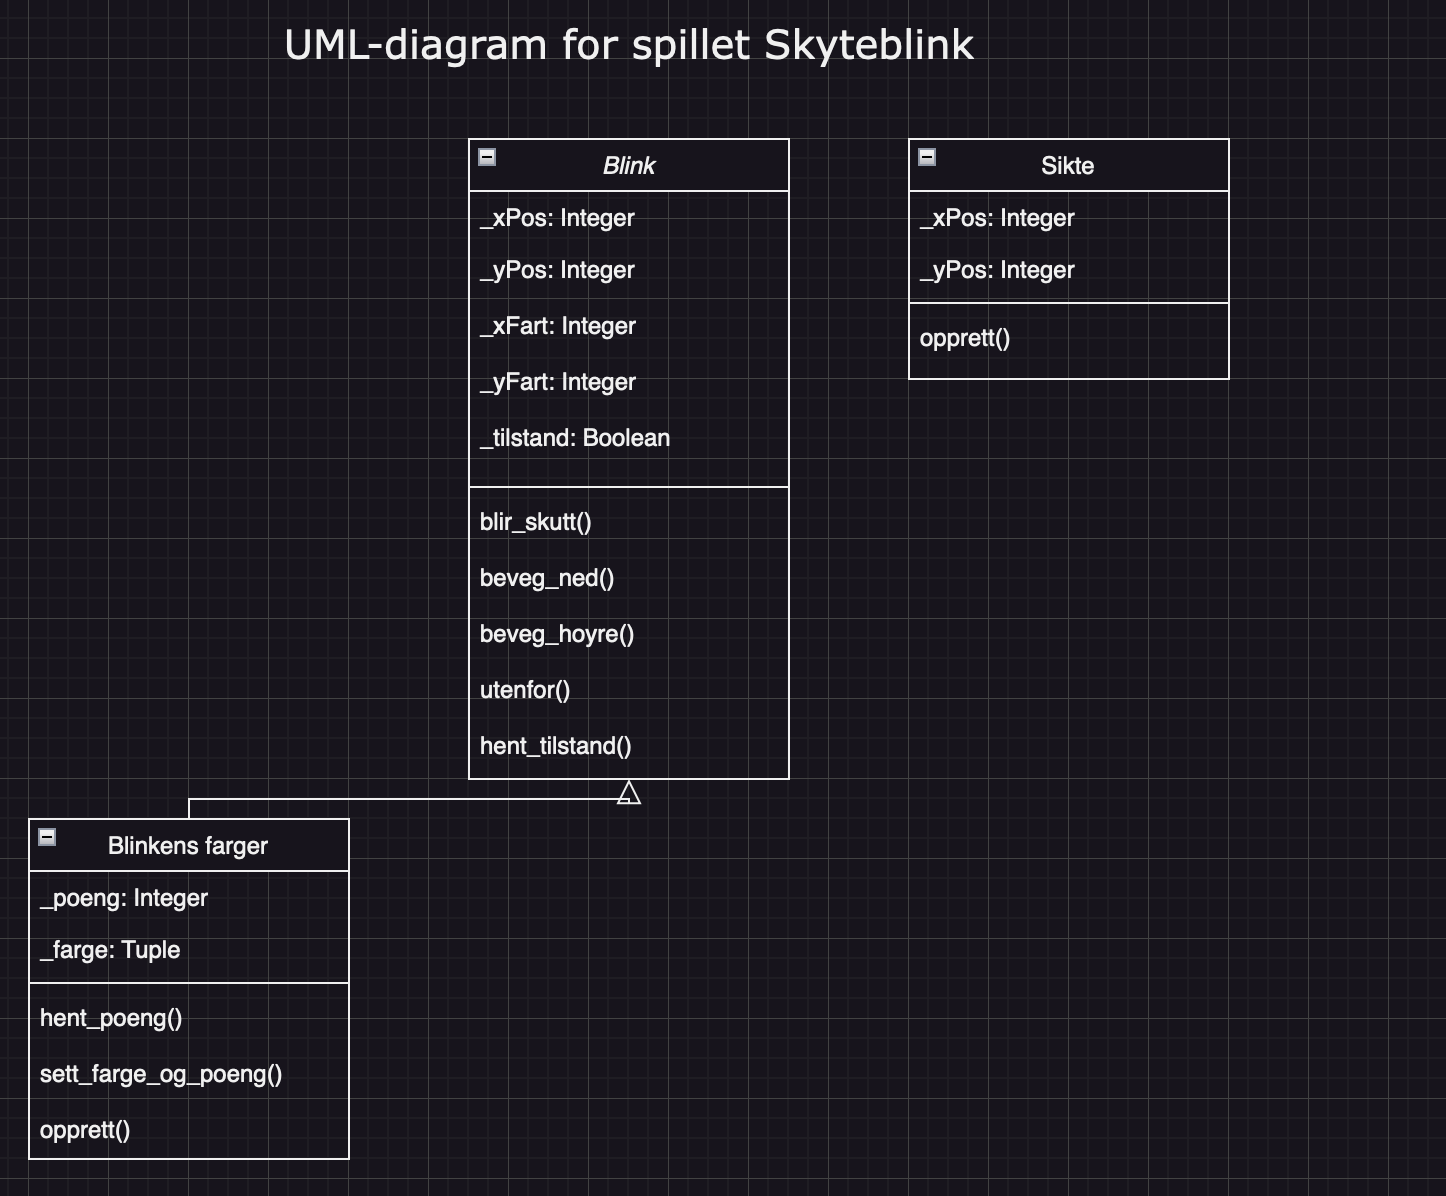 UML-diagram for spillet Skyteblink
Blink
_xPos: Integer
_yPos: Integer
_xFart: Integer
_yFart: Integer
_tilstand: Boolean
blir_skutt()
beveg_ned()
beveg_hoyre()
utenfor()
hent_tilstand()
Sikte
_xPos: Integer
_yPos: Integer
opprett()
Blinkens farger
_poeng: Integer
_farge: Tuple
hent_poeng()
sett_farge_og_poeng()
opprett()